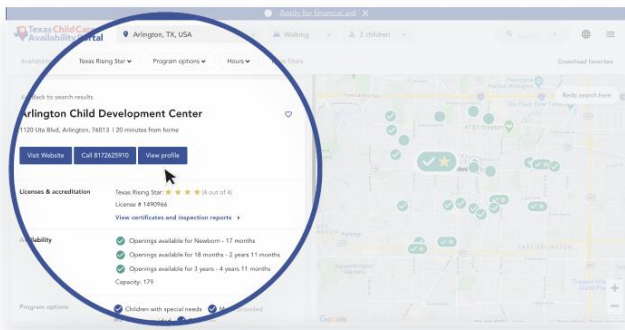 Apply for financial aid X
Texas Child Care
Availability Portal
Arlington, TX, USA
Walking
3 children
Texas Rising Star
Program options
Hours
filters
Download favorites
Back to search results
Redo search here
Arlington Child Development Center
1120 Uta Blvd, Arlington, 76013 | 20 minutes from home
Visit Website
Call 8172625910
View profile
Licenses & accreditation
Texas Rising Star: ★ ★ ★ ★ (4 out of 4)
License # 1490966
View certificates and inspection reports
Availability
Openings available for Newborn - 17 months
Openings available for 18 months - 2 years 11 months
Openings available for 3 years - 4 years 11 months
Capacity: 179
Program options
Children with special needs
Google